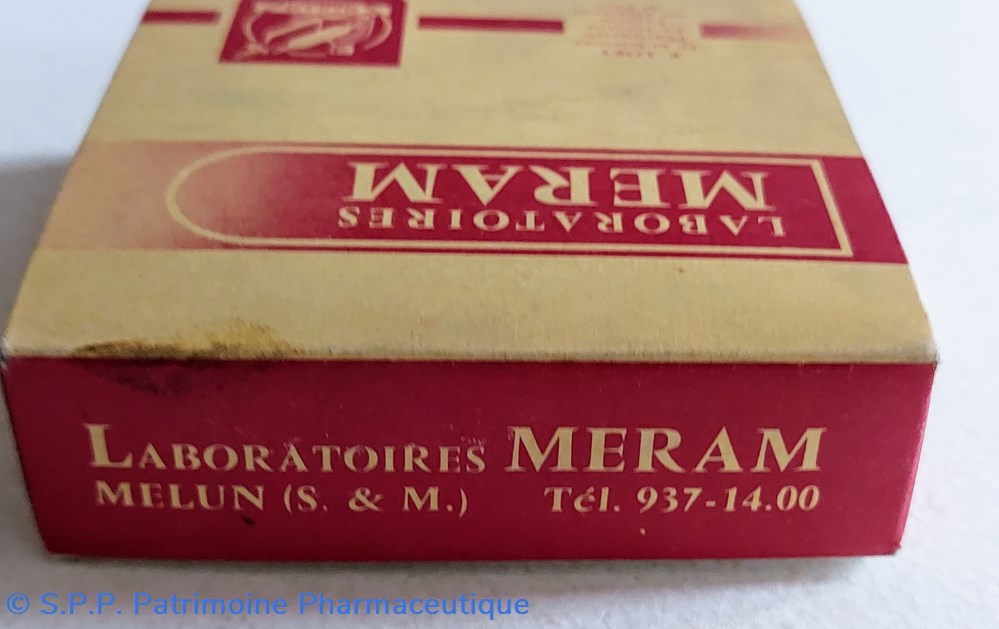 LABORATOIRES
MERAM
LABORATOIRES MERAM
MELUN (S. & M.) Tél. 937-14.00
© S.P.P. Patrimoine Pharmaceutique